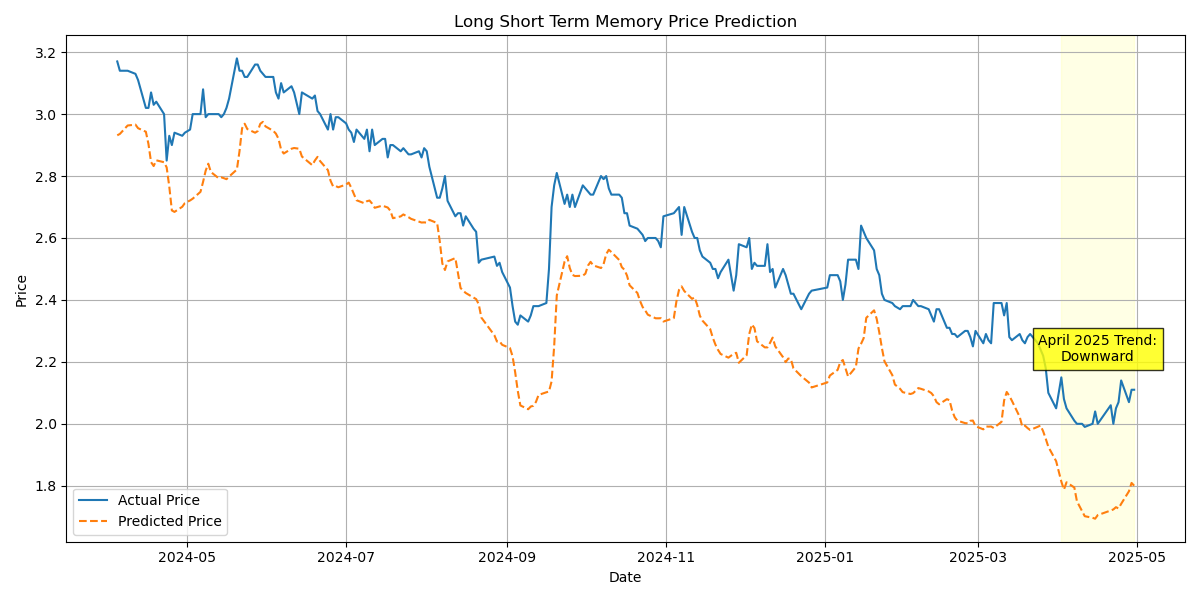 Long Short Term Memory Price Prediction
3.2
3.0
2.8
2.6
2.4
2.2
2.0
1.8
Price
April 2025 Trend:
Downward
Actual Price
Predicted Price
2024-05
2024-07
2024-09
2024-11
2025-01
2025-03
2025-05
Date